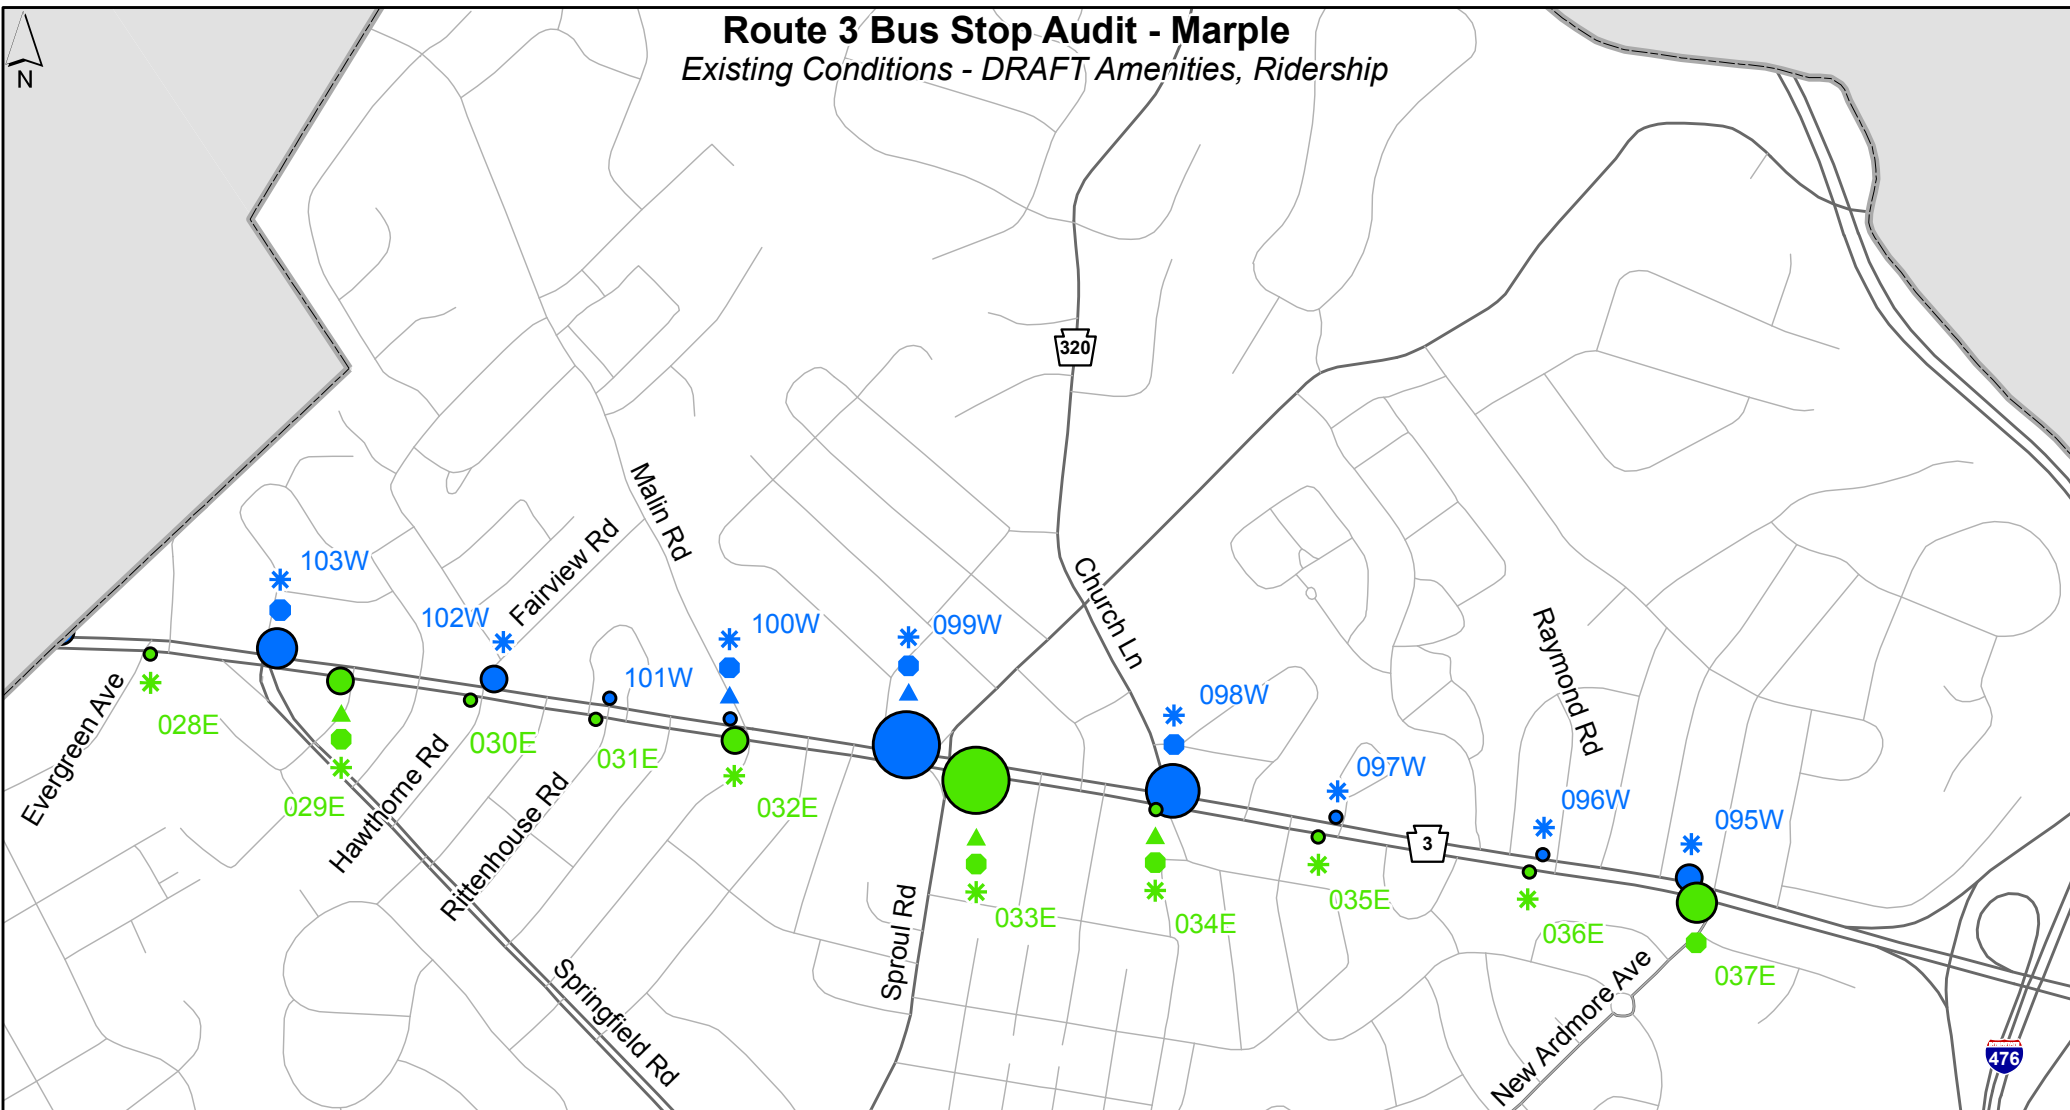 Route 3 Bus Stop Audit - Marple
Existing Conditions - DRAFT Amenities, Ridership
N
320
Malin Rd
Fairview Rd
103W
102W
100W
099W
Church Ln
101W
098W
Raymond Rd
Evergreen Ave
028E
029E
Hawthorne Rd
030E
031E
Rittenhouse Rd
032E
097W
096W
095W
3
033E
034E
035E
036E
037E
Sproul Rd
Springfield Rd
New Ardmore Ave
476